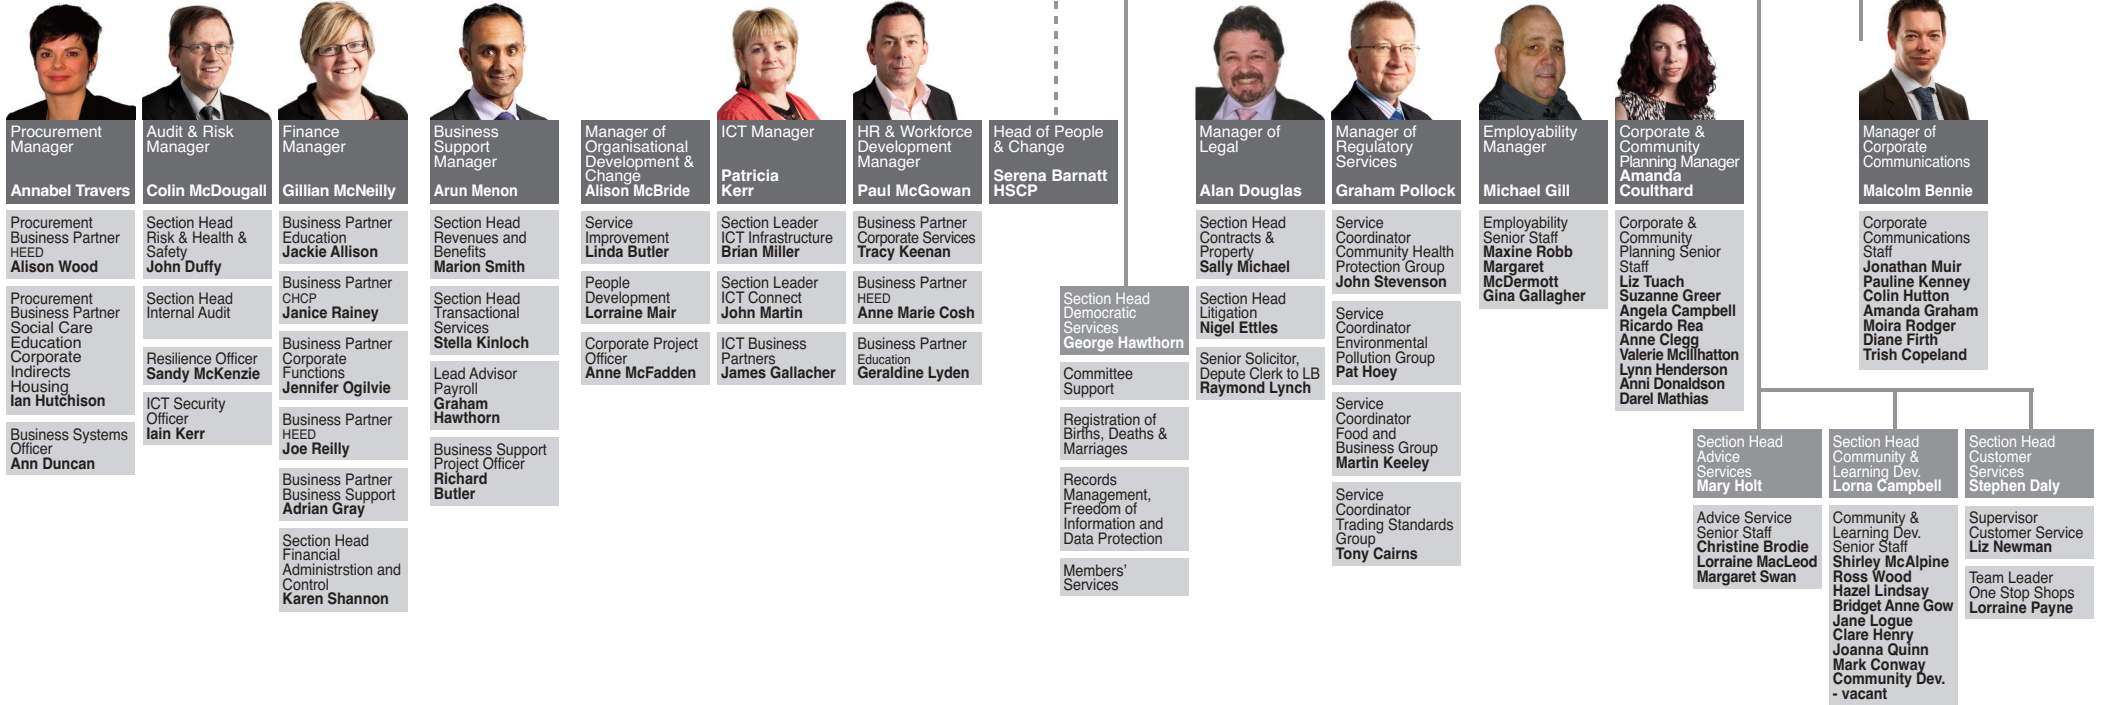 Procurement
Manager
Annabel Travers
Procurement
Business Partner
HEED
Alison Wood
Procurement
Business Partner
Social Care
Education
Corporate
Indirects
Housing
Ian Hutchison
Business Systems
Officer
Ann Duncan
Audit & Risk
Manager
Colin McDougall
Section Head
Risk & Health &
Safety
John Duffy
Section Head
Internal Audit
Resilience Officer
Sandy McKenzie
ICT Security
Officer
Iain Kerr
Finance
Manager
Gillian McNeilly
Business Partner
Education
Jackie Allison
Business Partner
CHCP
Janice Rainey
Business Partner
Corporate
Functions
Jennifer Ogilvie
Business Partner
HEED
Joe Reilly
Business Partner
Business Support
Adrian Gray
Section Head
Financial
Administrstion and
Control
Karen Shannon
Business
Support
Manager
Arun Menon
Section Head
Revenues and
Benefits
Marion Smith
Section Head
Transactional
Services
Stella Kinloch
Lead Advisor
Payroll
Graham
Hawthorn
Business Support
Project Officer
Richard
Butler
Manager of
Organisational
Development &
Change
Alison McBride
Service
Improvement
Linda Butler
People
Development
Lorraine Mair
Corporate Project
Officer
Anne McFadden
ICT Manager
Patricia
Kerr
Section Leader
ICT Infrastructure
Brian Miller
Section Leader
ICT Connect
John Martin
ICT Business
Partners
James Gallacher
HR & Workforce
Development
Manager
Paul McGowan
Business Partner
Corporate Services
Tracy Keenan
Business Partner
HEED
Anne Marie Cosh
Business Partner
Education
Geraldine Lyden
Head of People
& Change
Serena Barnatt
HSCP
Section Head
Democratic
Services
George Hawthorn
Committee
Support
Registration of
Births, Deaths &
Marriages
Records
Management,
Freedom of
Information and
Data Protection
Members'
Services
Manager of
Legal
Alan Douglas
Section Head
Contracts &
Property
Sally Michael
Section Head
Litigation
Nigel Ettles
Senior Solicitor,
Depute Clerk to LB
Raymond Lynch
Manager of
Regulatory
Services
Graham Pollock
Service
Coordinator
Community Health
Protection Group
John Stevenson
Service
Coordinator
Environmental
Pollution Group
Pat Hoey
Service
Coordinator
Food and
Business Group
Martin Keeley
Service
Coordinator
Trading Standards
Group
Tony Cairns
Employability
Manager
Michael Gill
Employability
Senior Staff
Maxine Robb
Margaret
McDermott
Gina Gallagher
Corporate &
Community
Planning Manager
Amanda
Coulthard
Corporate &
Community
Planning Senior
Staff
Liz Tuach
Suzanne Greer
Angela Campbell
Ricardo Rea
Anne Clegg
Valerie McIlhatton
Lynn Henderson
Anni Donaldson
Darel Mathias
Section Head
Advice
Services
Mary Holt
Advice Service
Senior Staff
Christine Brodie
Lorraine MacLeod
Margaret Swan
Section Head
Community &
Learning Dev.
Lorna Campbell
Community &
Learning Dev.
Senior Staff
Shirley McAlpine
Ross Wood
Hazel Lindsay
Bridget Anne Gow
Jane Logue
Clare Henry
Joanna Quinn
Mark Conway
Community Dev.
- vacant
Section Head
Customer
Services
Stephen Daly
Supervisor
Customer Service
Liz Newman
Team Leader
One Stop Shops
Lorraine Payne
Manager of
Corporate
Communications
Malcolm Bennie
Corporate
Communications
Staff
Jonathan Muir
Pauline Kenney
Colin Hutton
Amanda Graham
Moira Rodger
Diane Firth
Trish Copeland